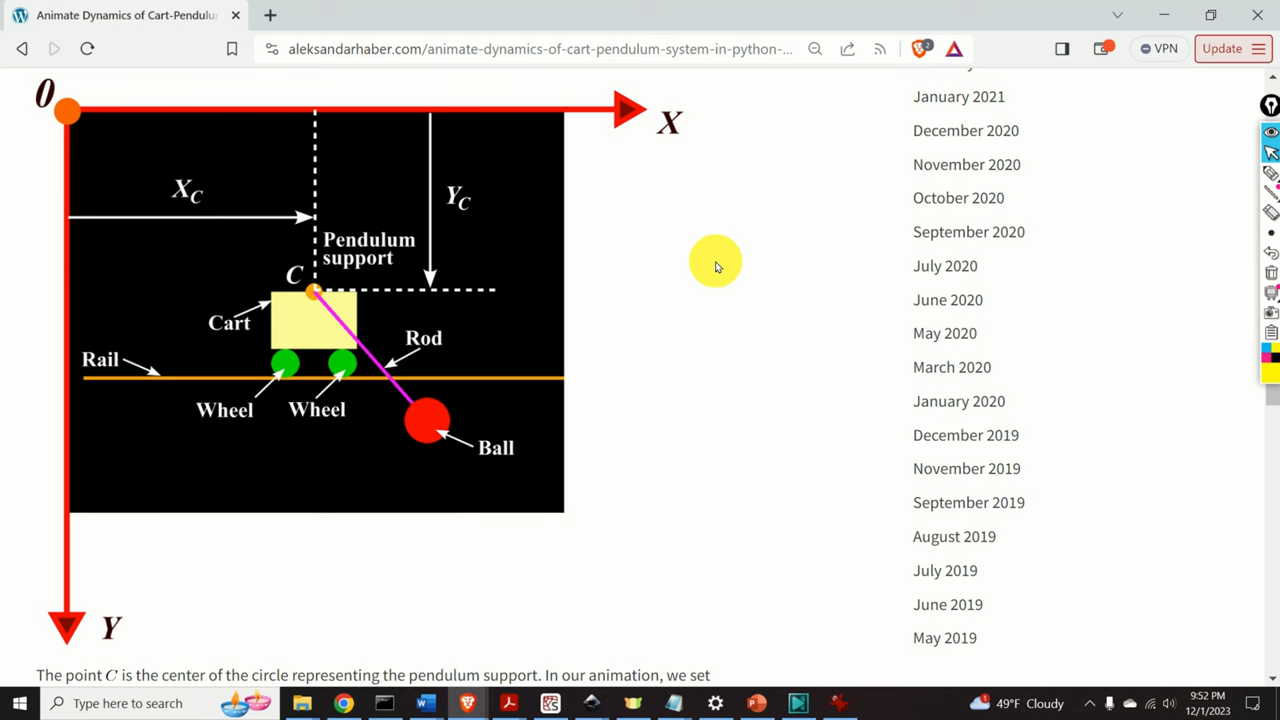 Animate Dynamics of Cart-Pendulu
aleksandarhaber.com/animate-dynamics-of-cart-pendulum-system-in-python-...
2
VPN
Update
0
X
X_C
Y_C
Pendulum
support
C
Cart
Rod
Rail
Wheel
Wheel
Ball
Y
The point C is the center of the circle representing the pendulum support. In our animation, we set
January 2021
December 2020
November 2020
October 2020
September 2020
July 2020
June 2020
May 2020
March 2020
January 2020
December 2019
November 2019
September 2019
August 2019
July 2019
June 2019
May 2019
Type here to search
49°F Cloudy
9:52 PM
12/1/2023